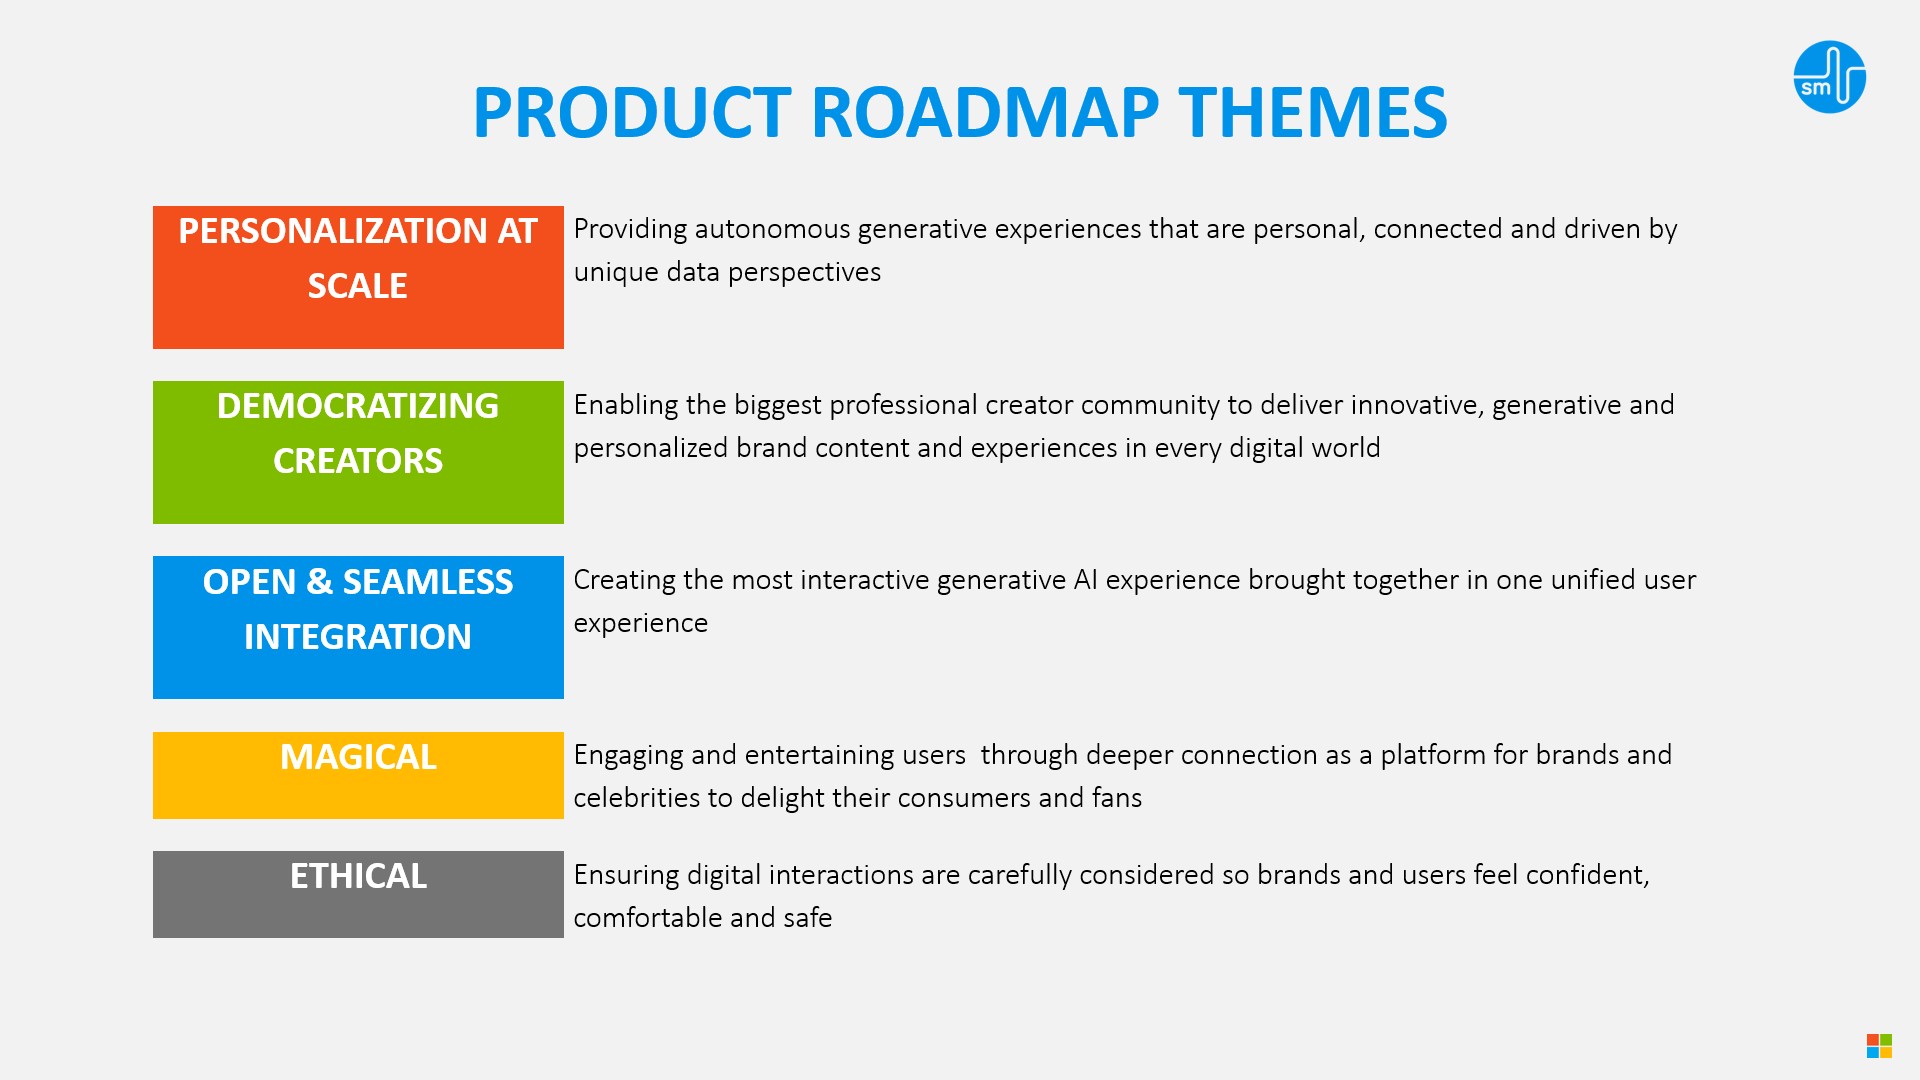 sm
PRODUCT ROADMAP THEMES
PERSONALIZATION AT
SCALE
Providing autonomous generative experiences that are personal, connected and driven by
unique data perspectives
DEMOCRATIZING
CREATORS
Enabling the biggest professional creator community to deliver innovative, generative and
personalized brand content and experiences in every digital world
OPEN & SEAMLESS
INTEGRATION
Creating the most interactive generative AI experience brought together in one unified user
experience
MAGICAL
Engaging and entertaining users  through deeper connection as a platform for brands and
celebrities to delight their consumers and fans
ETHICAL
Ensuring digital interactions are carefully considered so brands and users feel confident,
comfortable and safe